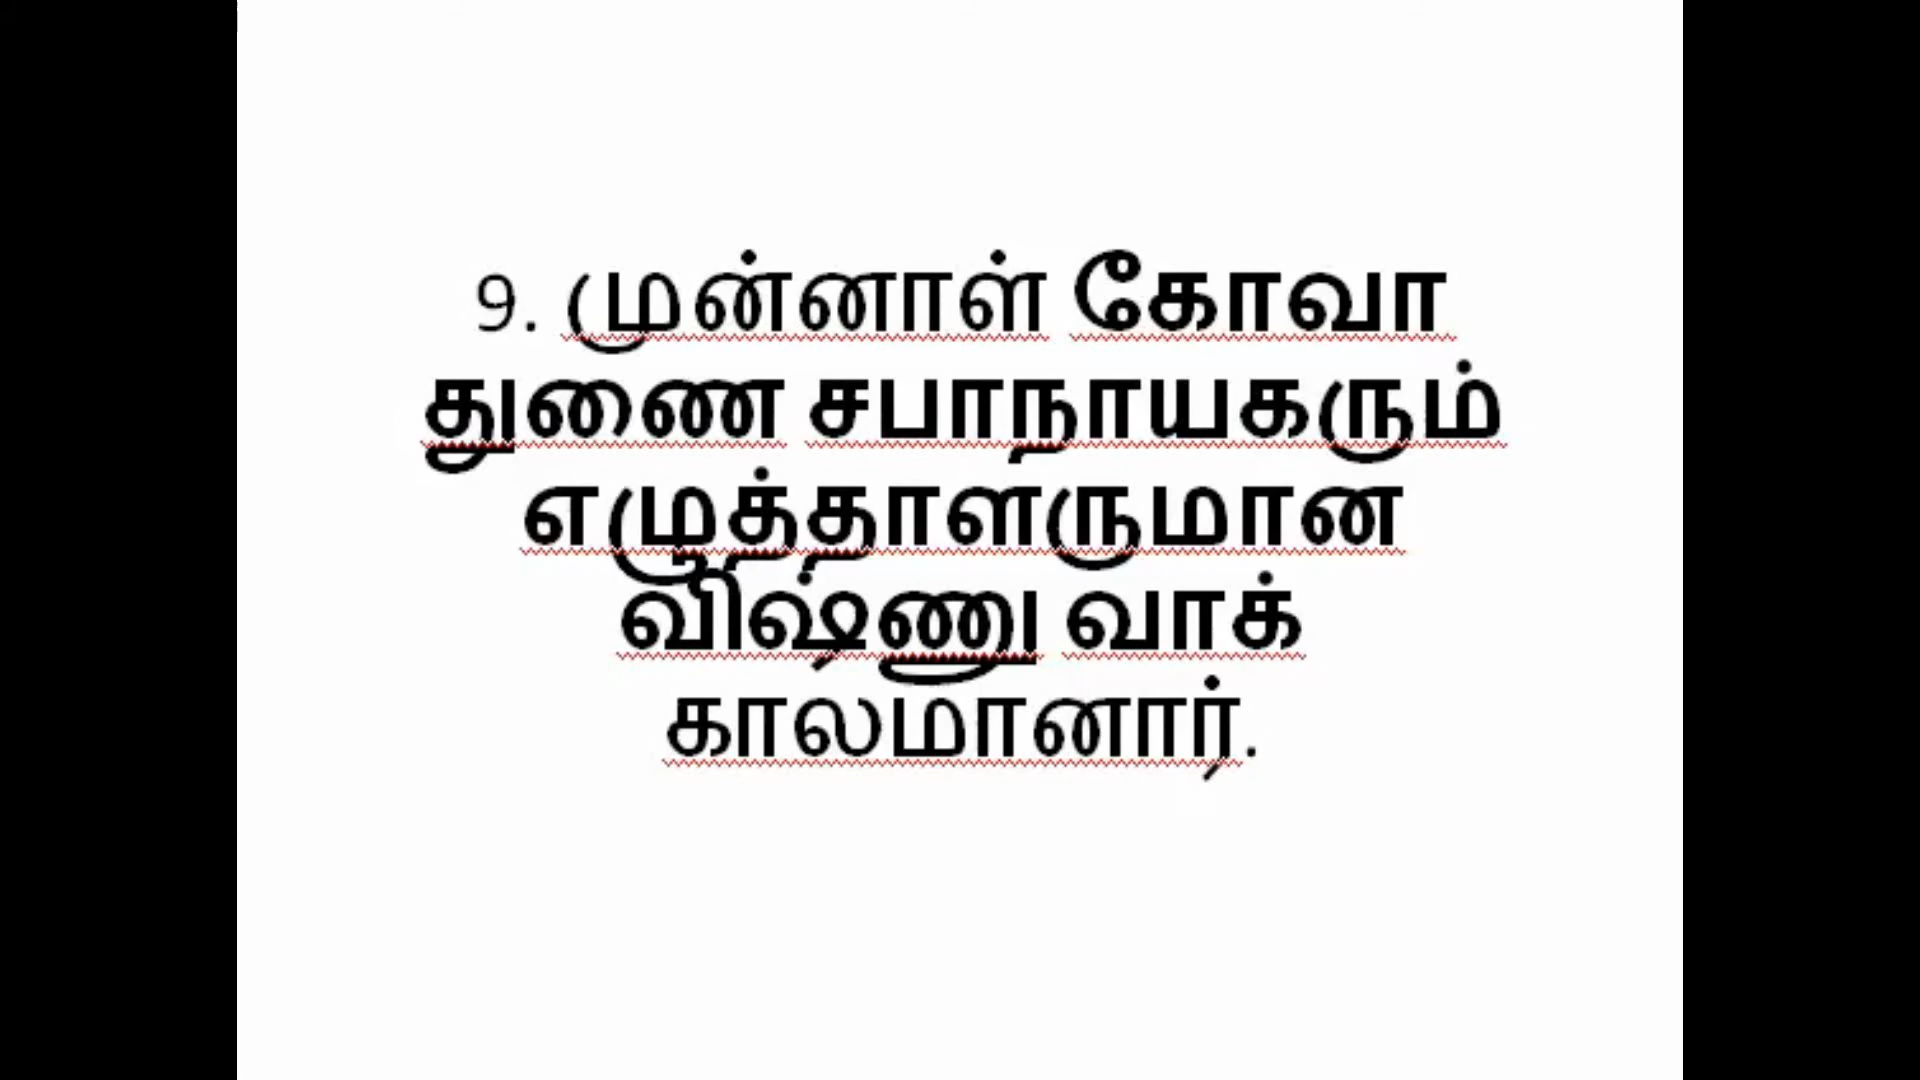 9. முன்னாள் கோவா
துணை சபாநாயகரும்
எழுத்தாளருமான
விஷ்ணு வாக்
காலமானார்.